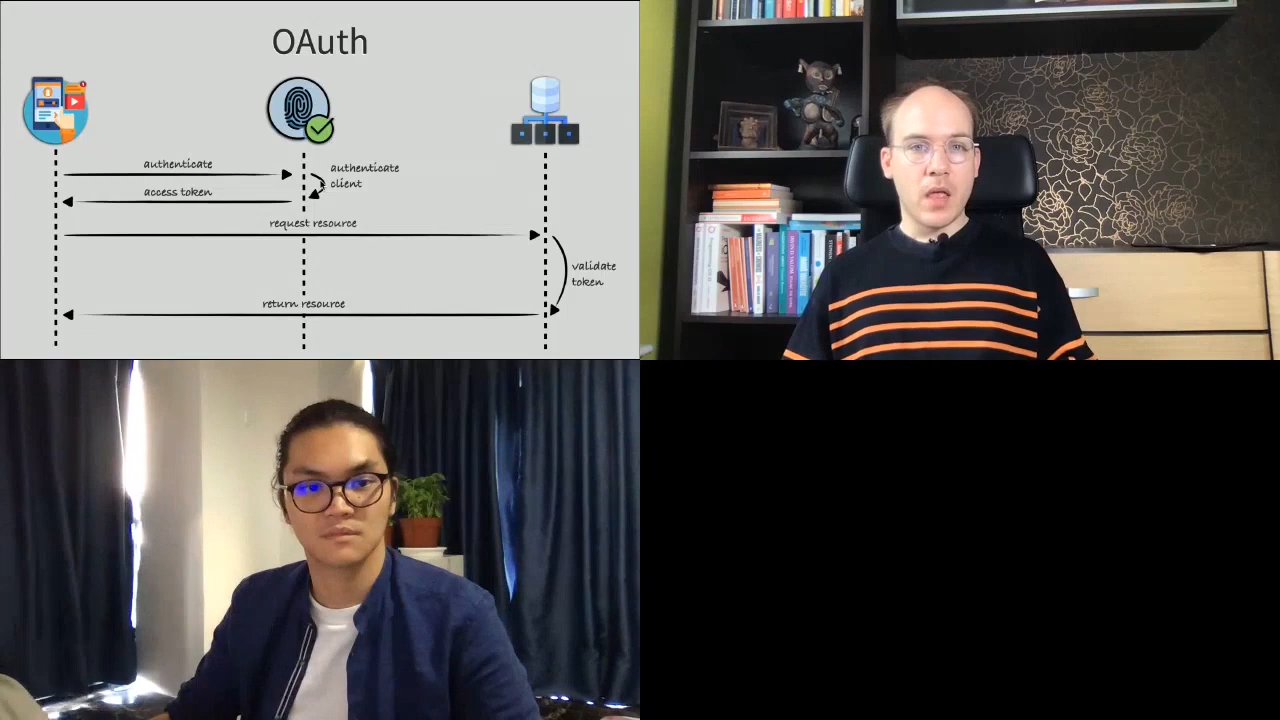 OAuth
authenticate
authenticate
client
access token
request resource
validate
token
return resource